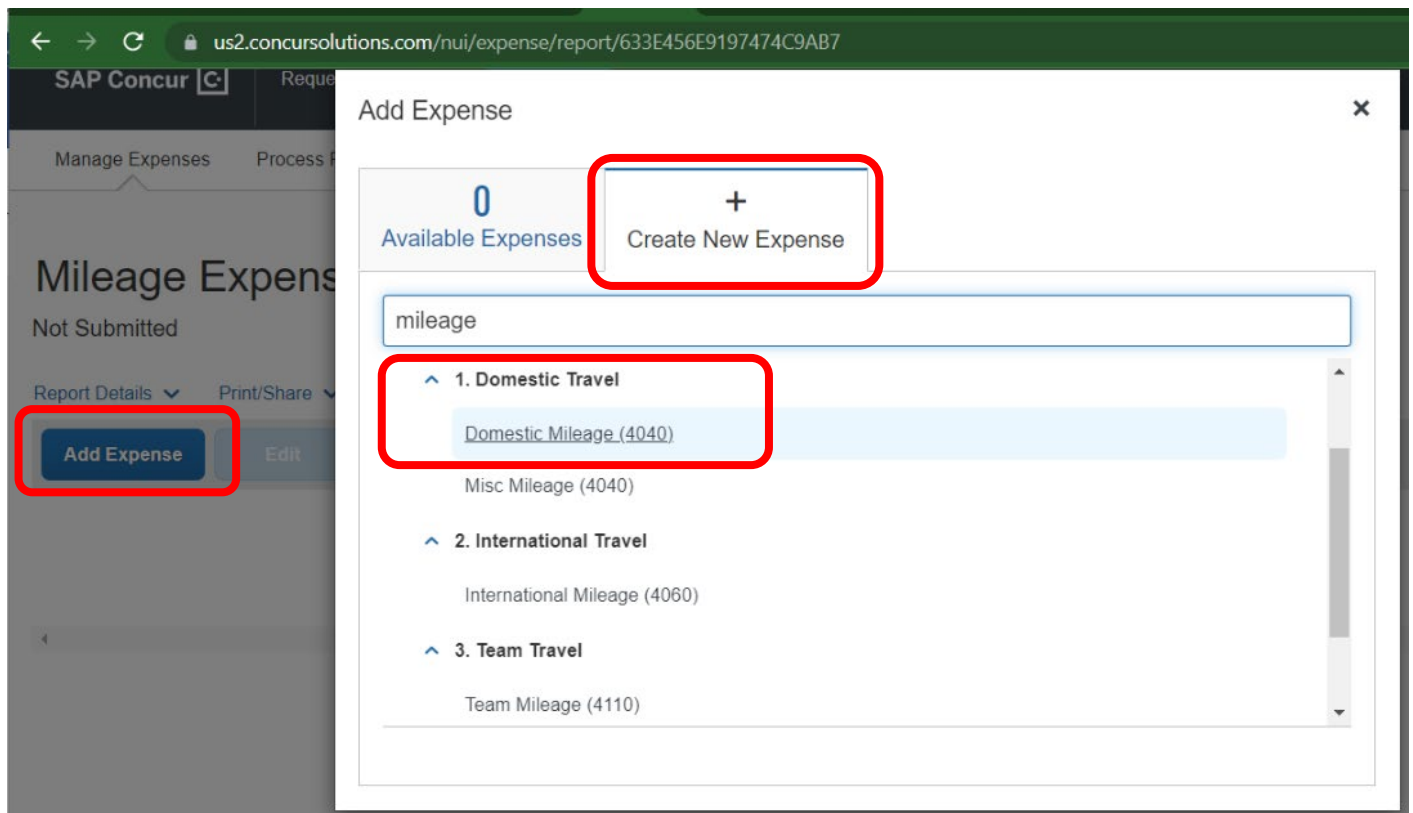 us2.concursolutions.com/nui/expense/report/633E456E9197474C9AB7
SAP Concur C
Add Expense
Manage Expenses Process
0
Available Expenses
+
Create New Expense
Mileage
Not Submitted
mileage
Report Details Print/Share
1. Domestic Travel
Domestic Mileage (4040)
Add Expense Edit
Misc Mileage (4040)
2. International Travel
International Mileage (4060)
3. Team Travel
Team Mileage (4110)